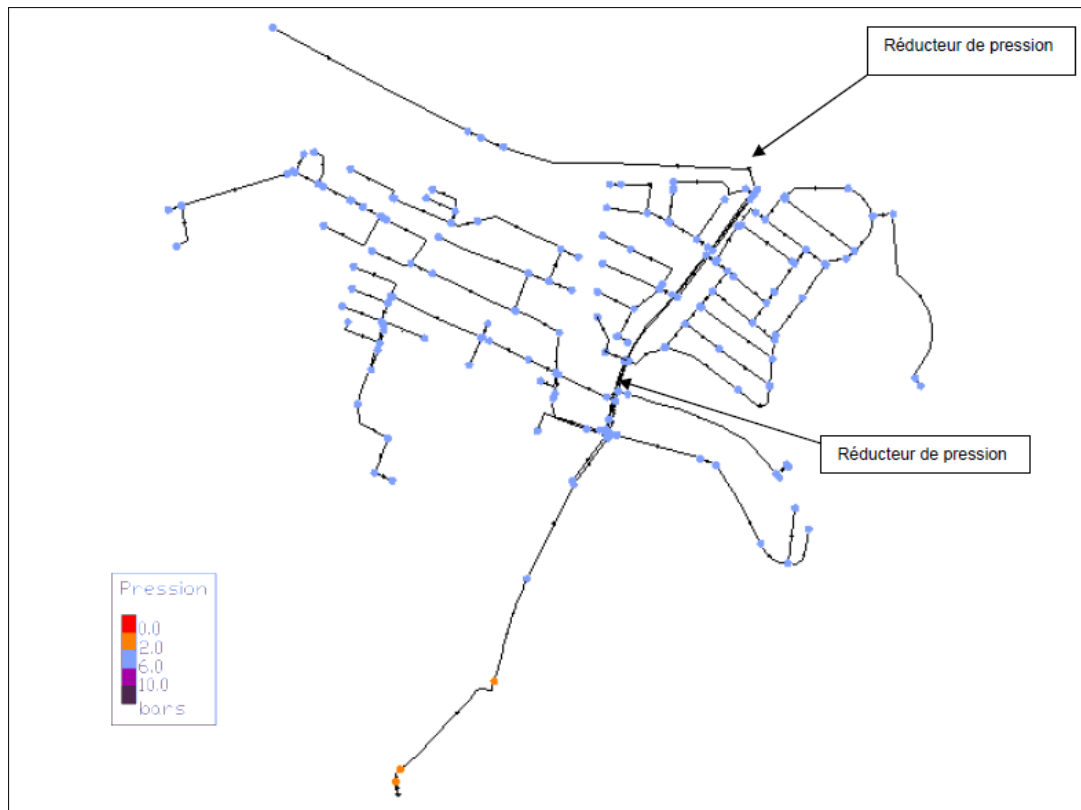 Réducteur de pression
Réducteur de pression
Pression
0.0
2.0
6.0
10.0
bars